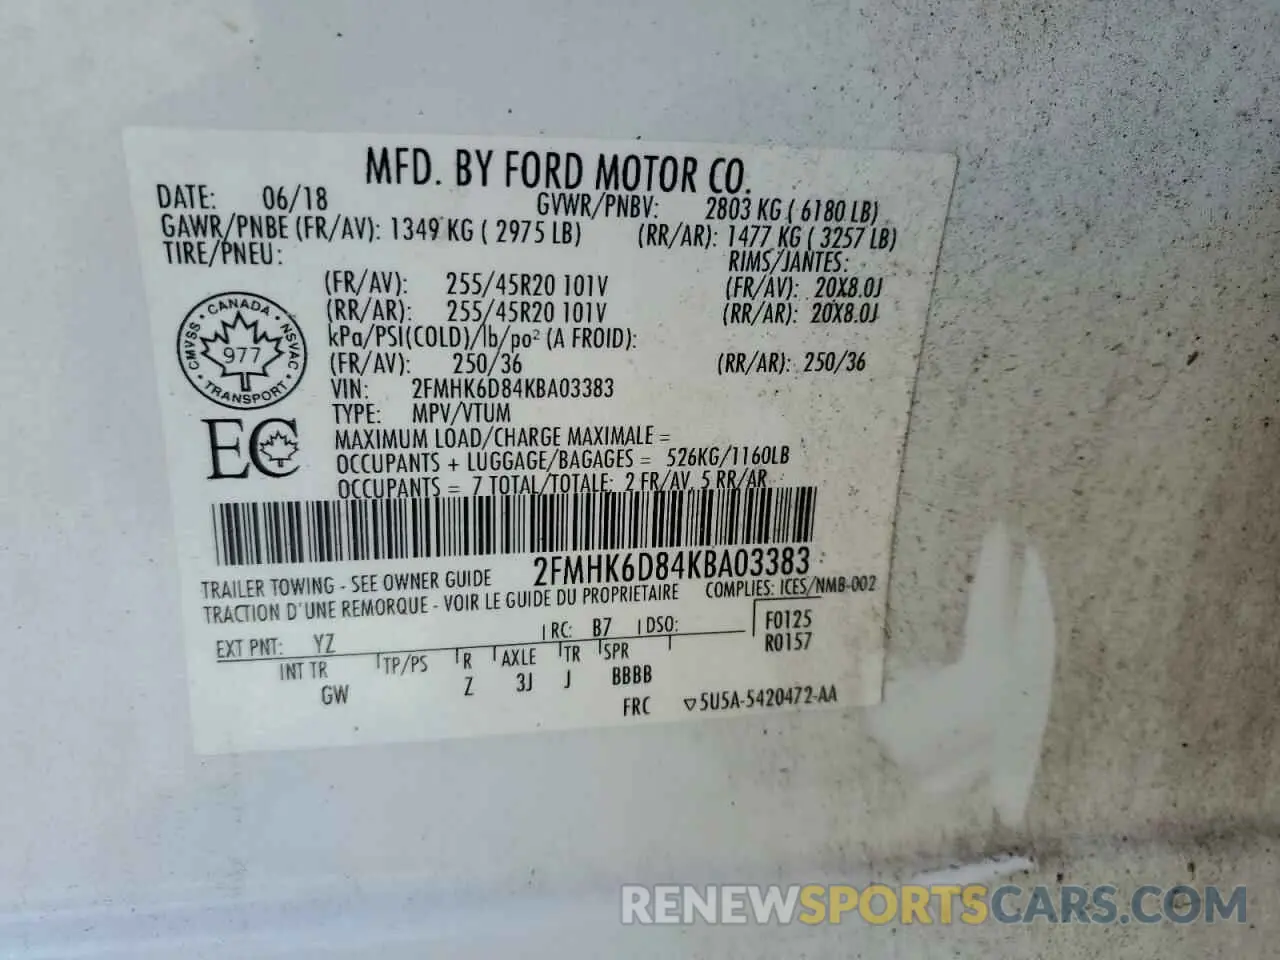 MFD. BY FORD MOTOR CO.
DATE: 06/18 GVWR/PNBV: 2803 KG ( 6180 LB)
GAWR/PNBE (FR/AV): 1349 KG ( 2975 LB) (RR/AR): 1477 KG ( 3257 LB)
TIRE/PNEU: RIMS/JANTES:
(FR/AV): 255/45R20 101V (FR/AV): 20X8.0J
(RR/AR): 255/45R20 101V (RR/AR): 20X8.0J
kPa/PSI(COLD)/lb/po² (A FROID):
(FR/AV): 250/36 (RR/AR): 250/36
VIN: 2FMHK6D84KBA03383
TYPE: MPV/VTUM
MAXIMUM LOAD/CHARGE MAXIMALE =
OCCUPANTS + LUGGAGE/BAGAGES = 526KG/1160LB
OCCUPANTS = 7 TOTAL/TOTALE: 2 FR/AV, 5 RR/AR
CMVSS • CANADA • NSVAC • TRANSPORT •
977
EC
2FMHK6D84KBA03383
TRAILER TOWING - SEE OWNER GUIDE
TRACTION D'UNE REMORQUE - VOIR LE GUIDE DU PROPRIETAIRE
COMPLIES: ICES/NMB-002
EXT PNT: YZ RC: B7 DSO: F0125
R0157
INT TR TP/PS R AXLE TR SPR
GW Z 3J J BBBB
FRC ▽5U5A-5420472-AA
RENEWSPORTSCARS.COM